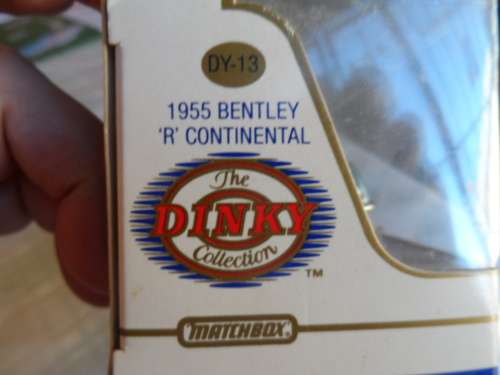 DY-13
1955 BENTLEY
'R' CONTINENTAL
The
DINKY
Collection
TM
MATCHBOX